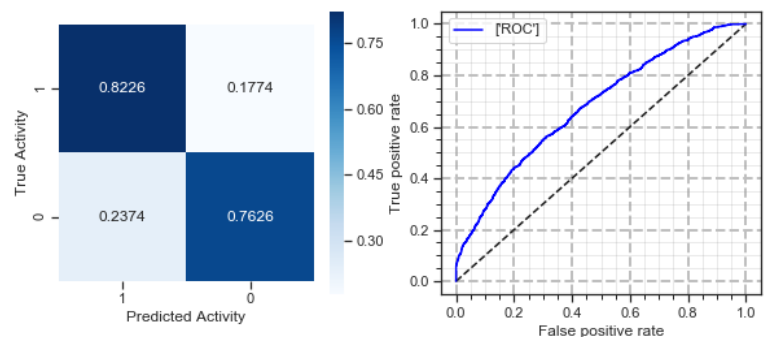 0.8226 0.1774
0.2374 0.7626
1
0
True Activity
1 0
Predicted Activity
0.75
0.60
0.45
0.30
['ROC']
1.0
0.8
0.6
0.4
0.2
0.0
True positive rate
0.0 0.2 0.4 0.6 0.8 1.0
False positive rate